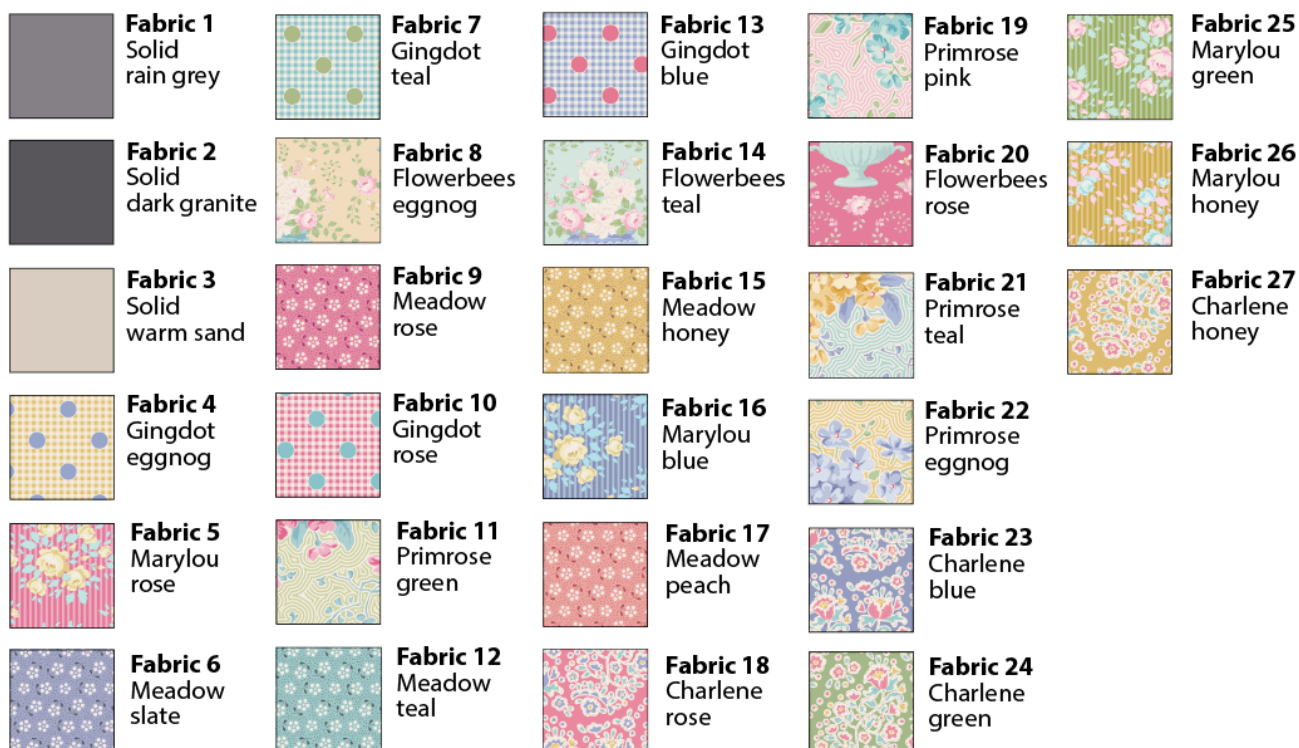 Fabric 1
Solid
rain grey
Fabric 2
Solid
dark granite
Fabric 3
Solid
warm sand
Fabric 4
Gingdot
eggnog
Fabric 5
Marylou
rose
Fabric 6
Meadow
slate
Fabric 7
Gingdot
teal
Fabric 8
Flowerbees
eggnog
Fabric 9
Meadow
rose
Fabric 10
Gingdot
rose
Fabric 11
Primrose
green
Fabric 12
Meadow
teal
Fabric 13
Gingdot
blue
Fabric 14
Flowerbees
teal
Fabric 15
Meadow
honey
Fabric 16
Marylou
blue
Fabric 17
Meadow
peach
Fabric 18
Charlene
rose
Fabric 19
Primrose
pink
Fabric 20
Flowerbees
rose
Fabric 21
Primrose
teal
Fabric 22
Primrose
eggnog
Fabric 23
Charlene
blue
Fabric 24
Charlene
green
Fabric 25
Marylou
green
Fabric 26
Marylou
honey
Fabric 27
Charlene
honey